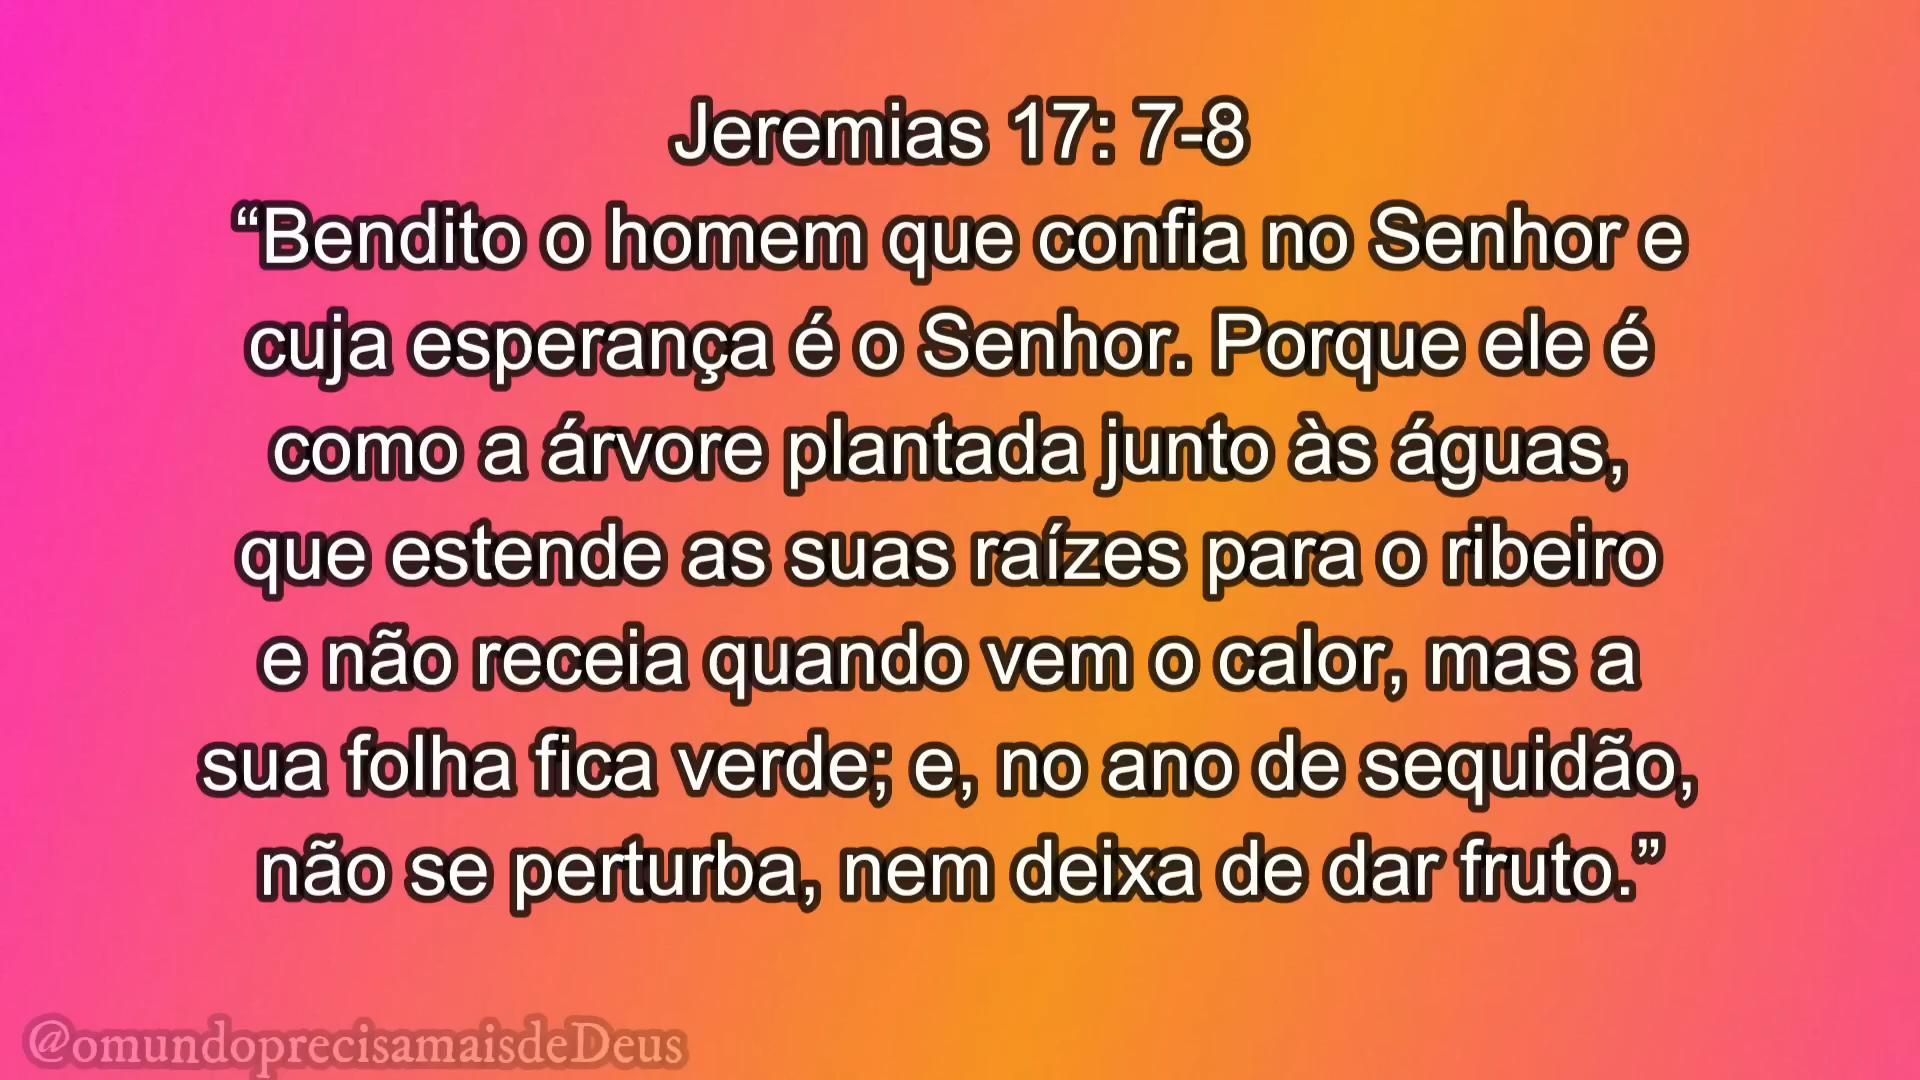 Jeremias 17: 7-8
“Bendito o homem que confia no Senhor e
cuja esperança é o Senhor. Porque ele é
como a árvore plantada junto às águas,
que estende as suas raízes para o ribeiro
e não receia quando vem o calor, mas a
sua folha fica verde; e, no ano de sequidão,
não se perturba, nem deixa de dar fruto.”
@omundoprecisamaisdeDeus